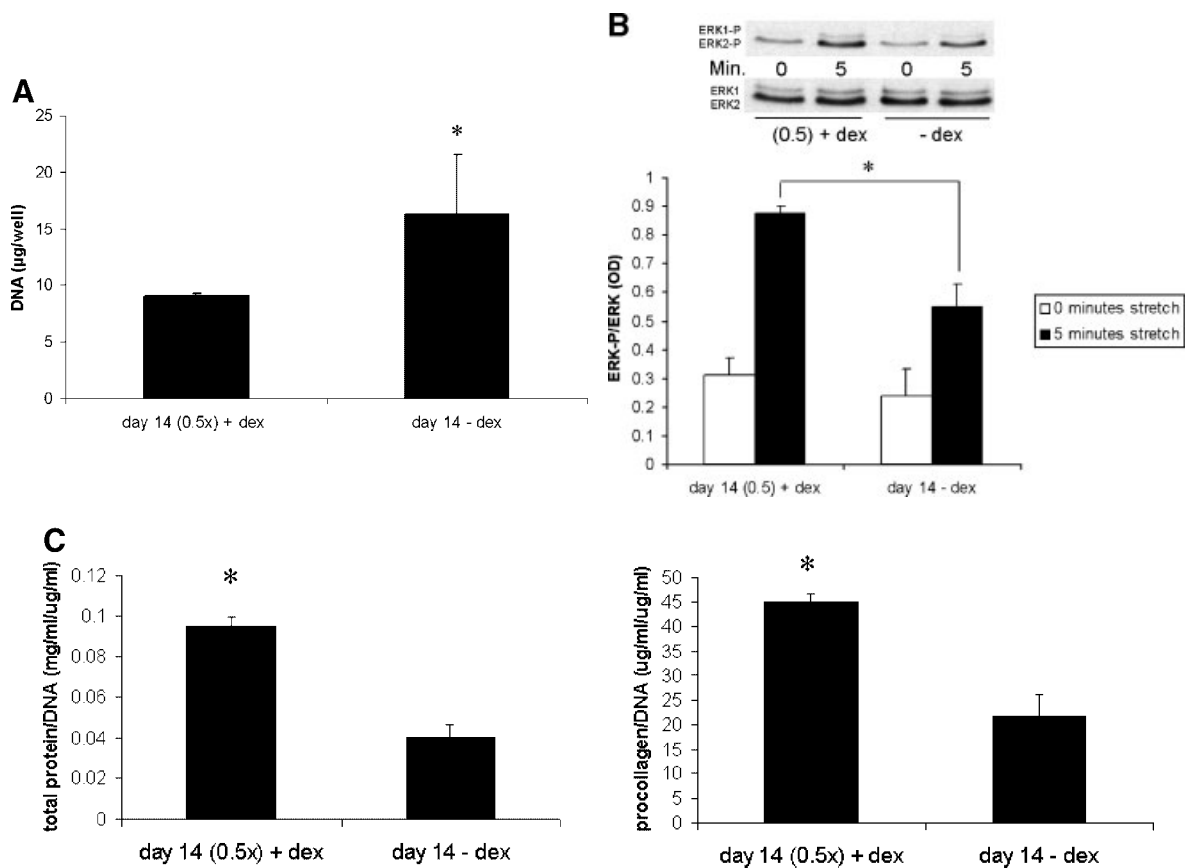 A
*
25
20
15
10
5
0
DNA (µg/well)
day 14 (0.5x) + dex
day 14 - dex
B
ERK1-P
ERK2-P
Min. 0 5 0 5
ERK1
ERK2
(0.5) + dex - dex
*
1
0.9
0.8
0.7
0.6
0.5
0.4
0.3
0.2
0.1
0
ERK-P/ERK (OD)
day 14 (0.5) + dex
day 14 - dex
0 minutes stretch
5 minutes stretch
C
*
0.12
0.1
0.08
0.06
0.04
0.02
0
total protein/DNA (mg/ml/ug/ml)
day 14 (0.5x) + dex
day 14 - dex
*
50
45
40
35
30
25
20
15
10
5
0
procollagen/DNA (ug/ml/ug/ml)
day 14 (0.5x) + dex
day 14 - dex